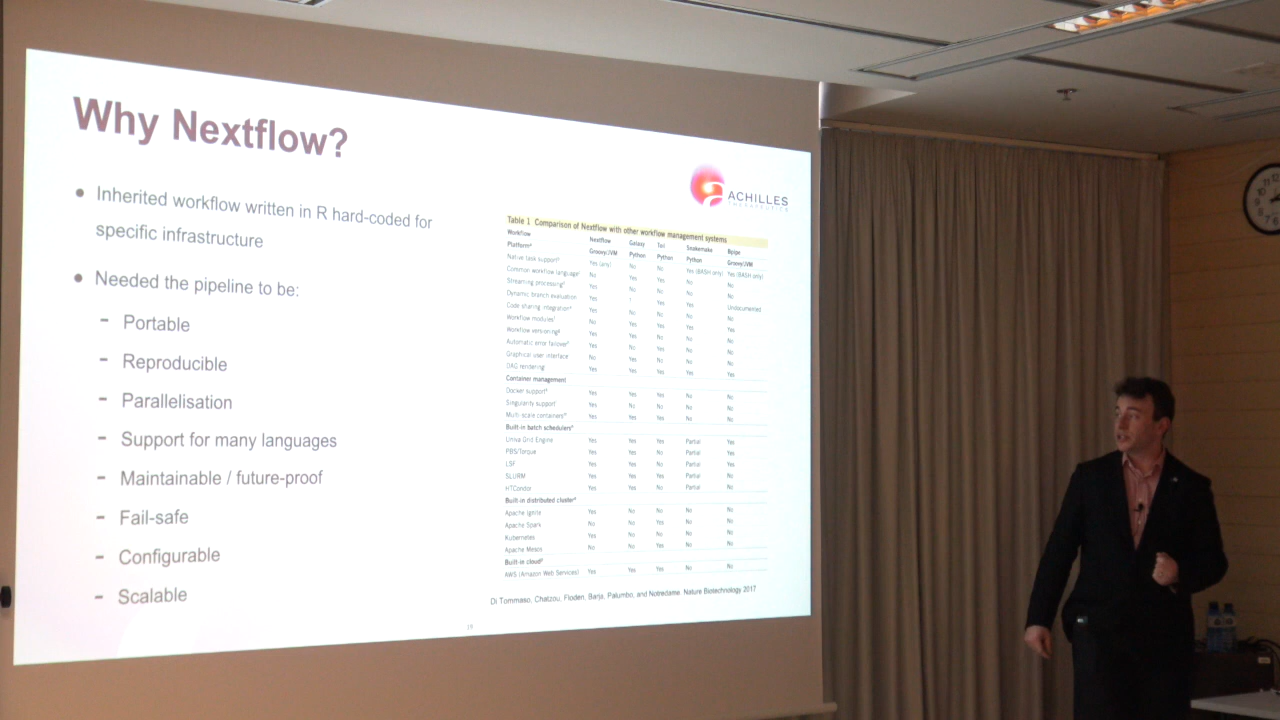 Why Nextflow?
● Inherited workflow written in R hard-coded for
specific infrastructure
● Needed the pipeline to be:
- Portable
- Reproducible
- Parallelisation
- Support for many languages
- Maintainable / future-proof
- Fail-safe
- Configurable
- Scalable
ACHILLES
THERAPEUTICS
Table 1 Comparison of Nextflow with other workflow management systems
Workflow Nextflow Galaxy Toil Snakemake Bpipe
Platform Groovy/JVM Python Python Python Groovy/JVM
Native task support Yes (any) No No Yes (BASH only) Yes (BASH only)
Common workflow language No Yes Yes No No
Streaming processing Yes No No No No
Dynamic branch evaluation Yes Yes Yes Undocumented
Code sharing integration Yes No No No No
Workflow modules No Yes Yes Yes Yes
Workflow versioning Yes Yes No No No
Automatic error failover Yes No Yes No No
Graphical user interface No Yes No No No
DAG rendering Yes Yes Yes Yes Yes
Container management
Docker support Yes Yes Yes No No
Singularity support Yes No No No No
Multi-scale containers Yes Yes Yes No No
Built-in batch schedulers
Univa Grid Engine Yes Yes Yes Partial Yes
PBS/Torque Yes Yes No Partial Yes
LSF Yes Yes No Partial Yes
SLURM Yes Yes Yes Partial No
HTCondor Yes Yes No Partial No
Built-in distributed cluster
Apache Ignite Yes No No No No
Apache Spark No No Yes No No
Kubernetes Yes No No No No
Apache Mesos No No Yes No No
Built-in cloud
AWS (Amazon Web Services) Yes Yes Yes No No
Di Tommaso, Chatzou, Floden, Barja, Palumbo, and Notredame. Nature Biotechnology 2017
19